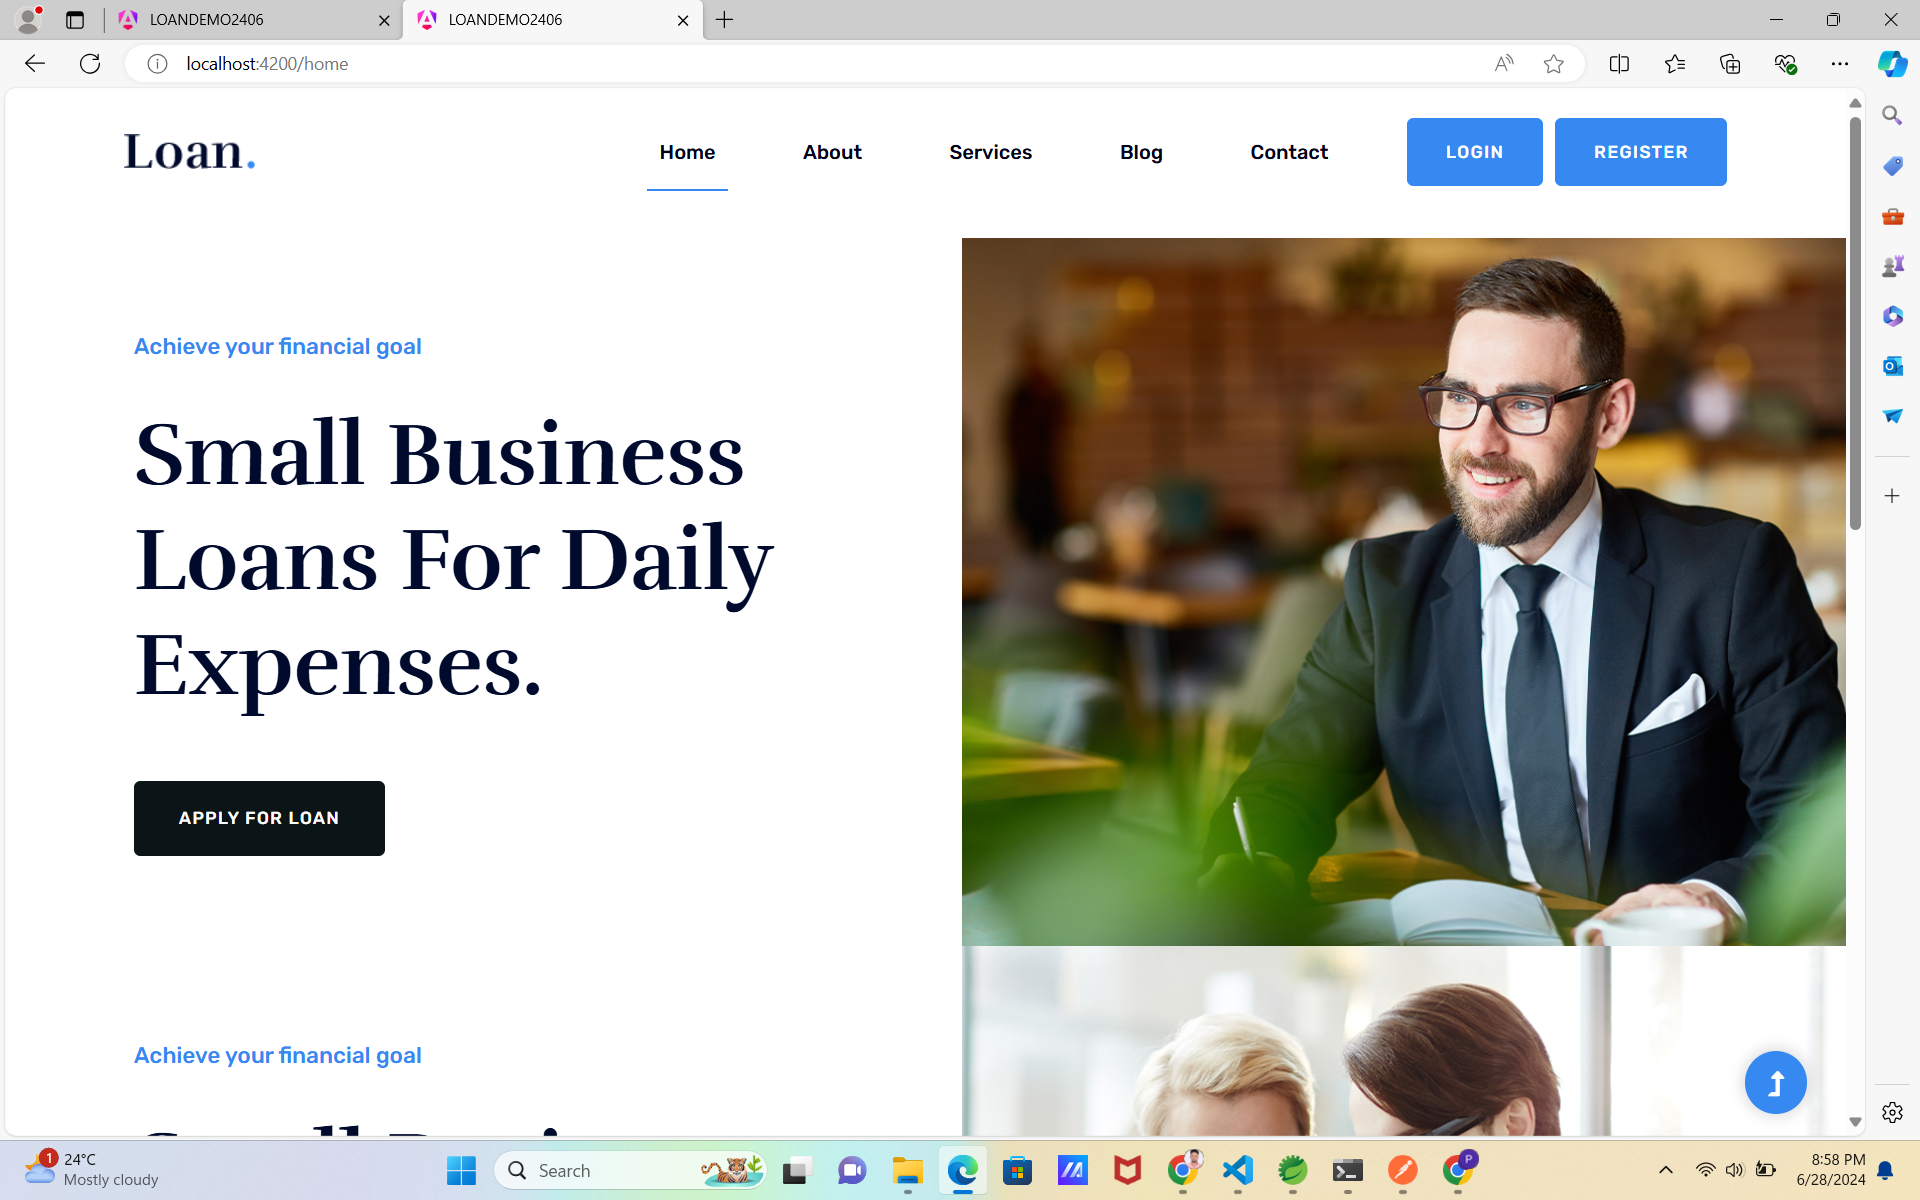 LOANDEMO2406
LOANDEMO2406
localhost:4200/home
Loan.
Home
About
Services
Blog
Contact
LOGIN
REGISTER
Achieve your financial goal
Small Business
Loans For Daily
Expenses.
APPLY FOR LOAN
Achieve your financial goal
1
24°C
Mostly cloudy
Search
P
8:58 PM
6/28/2024